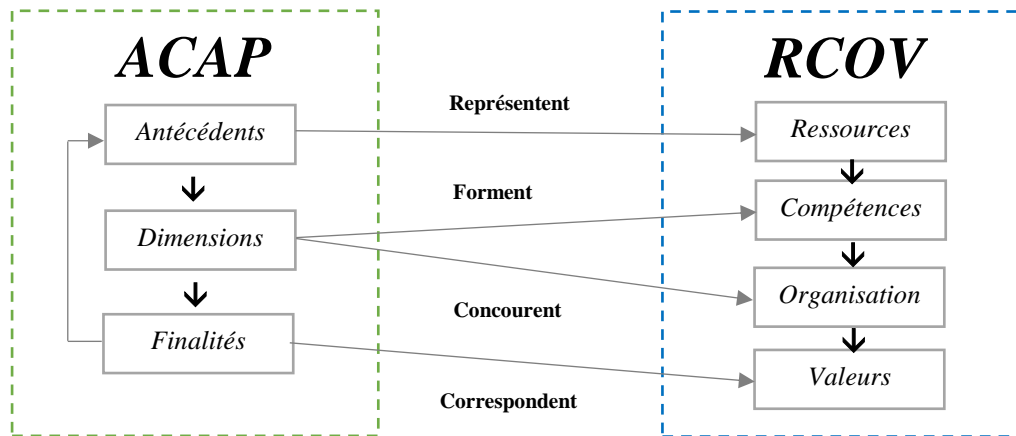 ACAP
Antécédents
Dimensions
Finalités
Représentent
Forment
Concourent
Correspondent
RCOV
Ressources
Compétences
Organisation
Valeurs